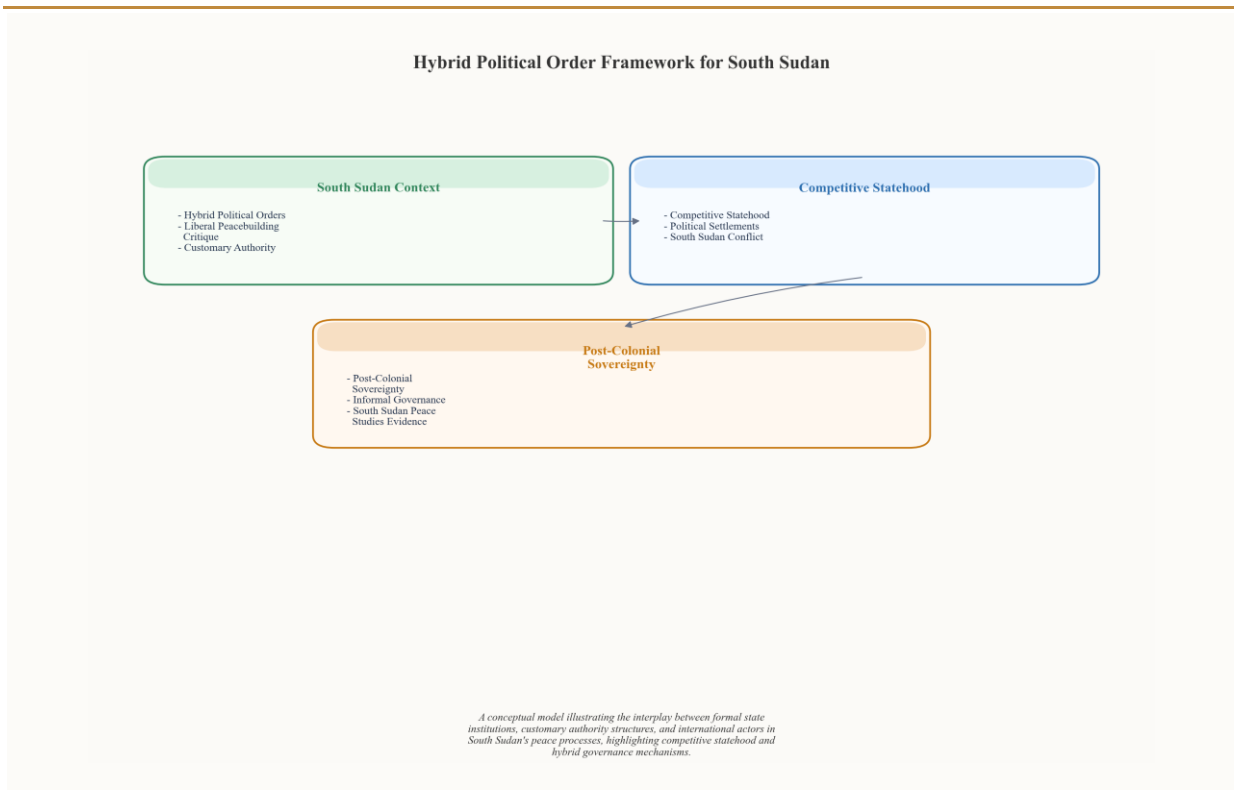 Hybrid Political Order Framework for South Sudan
South Sudan Context
- Hybrid Political Orders
- Liberal Peacebuilding
Critique
- Customary Authority
Competitive Statehood
- Competitive Statehood
- Political Settlements
- South Sudan Conflict
Post-Colonial
Sovereignty
- Post-Colonial
Sovereignty
- Informal Governance
- South Sudan Peace
Studies Evidence
A conceptual model illustrating the interplay between formal state
institutions, customary authority structures, and international actors in
South Sudan's peace processes, highlighting competitive statehood and
hybrid governance mechanisms.